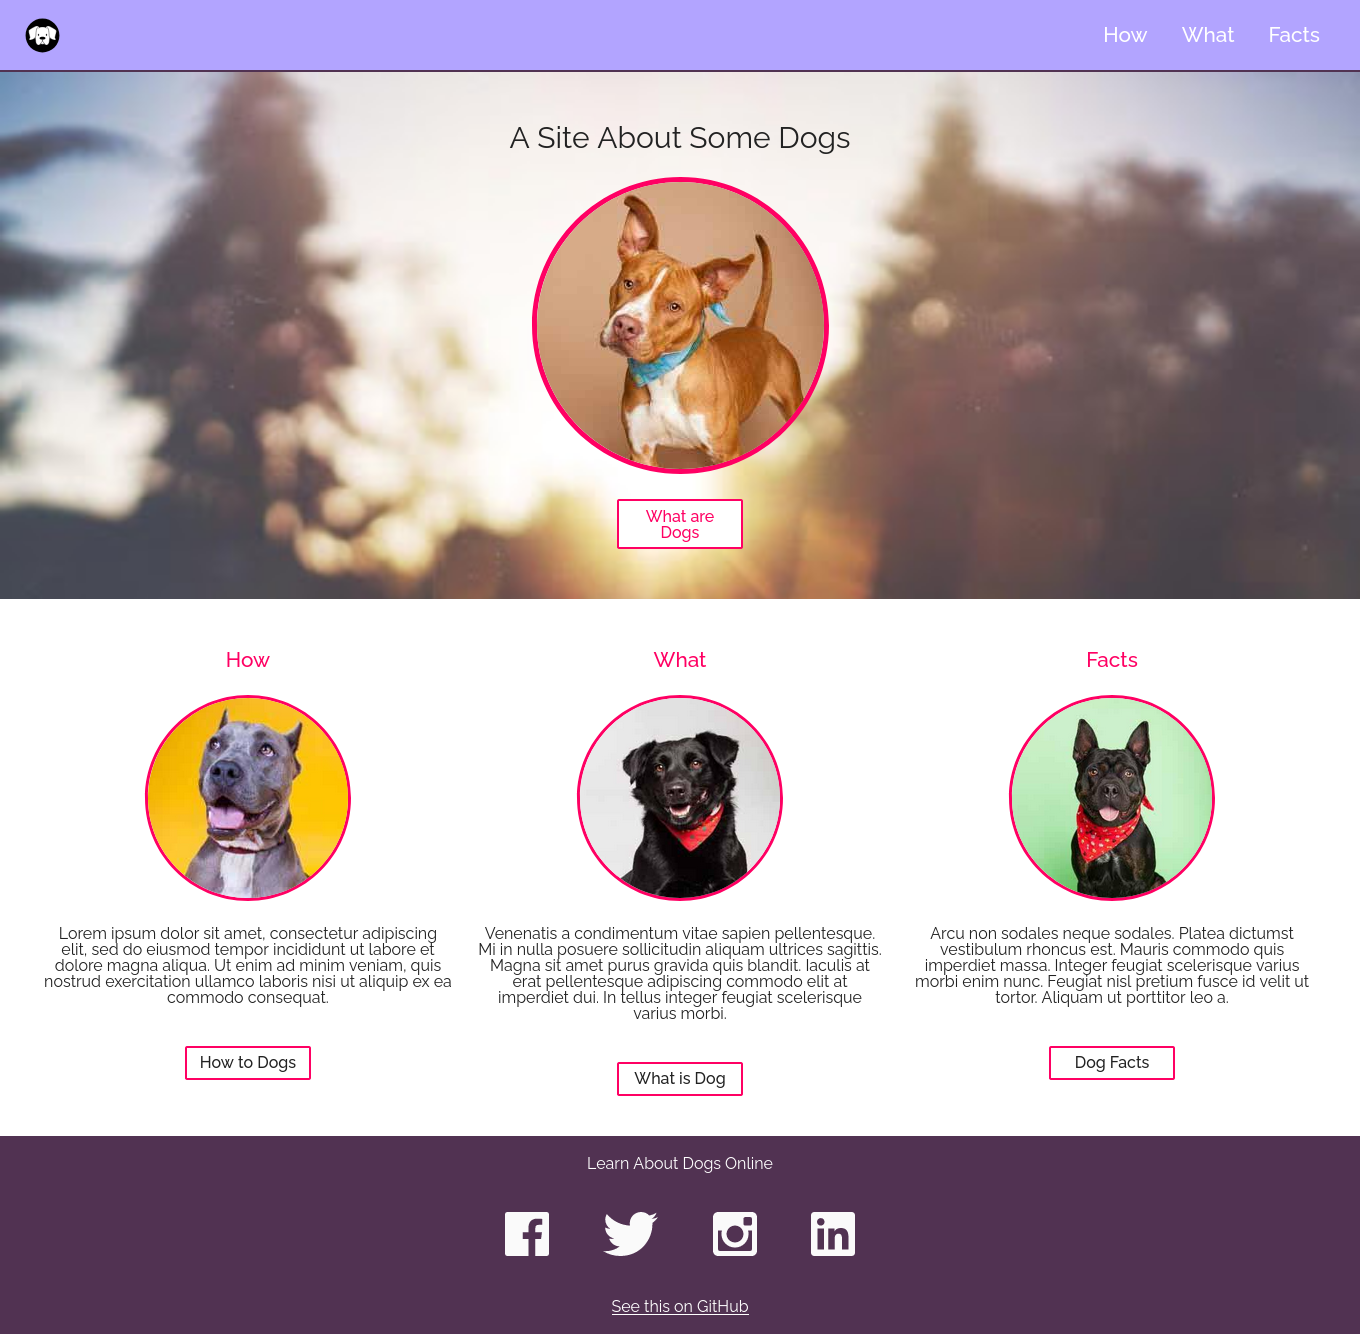 How What Facts
A Site About Some Dogs
What are
Dogs
How
Lorem ipsum dolor sit amet, consectetur adipiscing
elit, sed do eiusmod tempor incididunt ut labore et
dolore magna aliqua. Ut enim ad minim veniam, quis
nostrud exercitation ullamco laboris nisi ut aliquip ex ea
commodo consequat.
How to Dogs
What
Venenatis a condimentum vitae sapien pellentesque.
Mi in nulla posuere sollicitudin aliquam ultrices sagittis.
Magna sit amet purus gravida quis blandit. Iaculis at
erat pellentesque adipiscing commodo elit at
imperdiet dui. In tellus integer feugiat scelerisque
varius morbi.
What is Dog
Facts
Arcu non sodales neque sodales. Platea dictumst
vestibulum rhoncus est. Mauris commodo quis
imperdiet massa. Integer feugiat scelerisque varius
morbi enim nunc. Feugiat nisl pretium fusce id velit ut
tortor. Aliquam ut porttitor leo a.
Dog Facts
Learn About Dogs Online
See this on GitHub